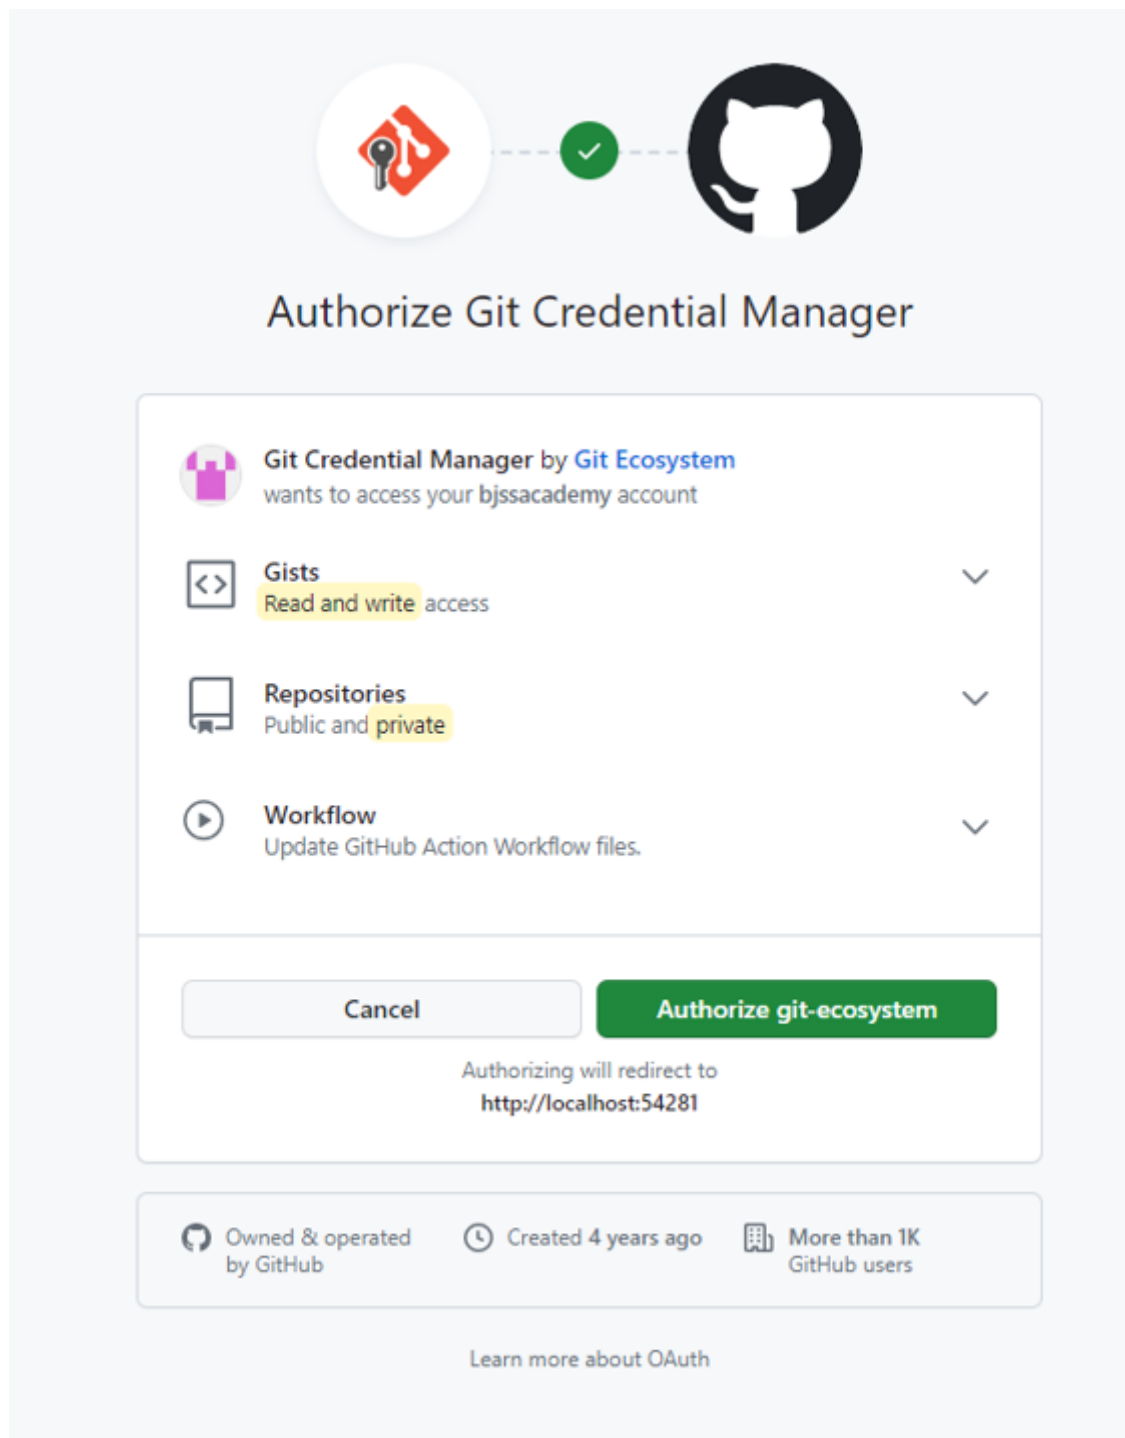 Authorize Git Credential Manager
Git Credential Manager by Git Ecosystem
wants to access your bjssacademy account
Gists
Read and write access
Repositories
Public and private
Workflow
Update GitHub Action Workflow files.
Cancel
Authorize git-ecosystem
Authorizing will redirect to
http://localhost:54281
Owned & operated
by GitHub
Created 4 years ago
More than 1K
GitHub users
Learn more about OAuth